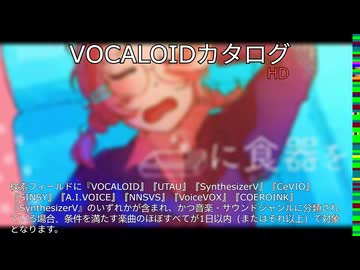 VOCALOIDカタログ
HD
に食器を
検索フィールドに『VOCALOID』『UTAU』『SynthesizerV』『CeVIO』
『SINSY』『A.I.VOICE』『NNSVS』『VoiceVOX』『COEROINK』
『SynthesizerV』のいずれかが含まれ、かつ音楽・サウンドジャンルに分類され
ている場合、条件を満たす楽曲のほぼすべてが1日以内（またはそれ以上）で対象
となります。